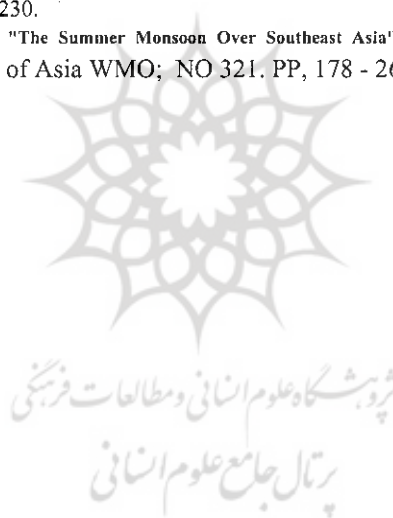 230.
"The Summer Monsoon Over Southeast Asia"
of Asia WMO; NO 321. PP, 178 - 26
پژوهشگاه علوم انسانی و مطالعات فرهنگی
پرتال جامع علوم انسانی